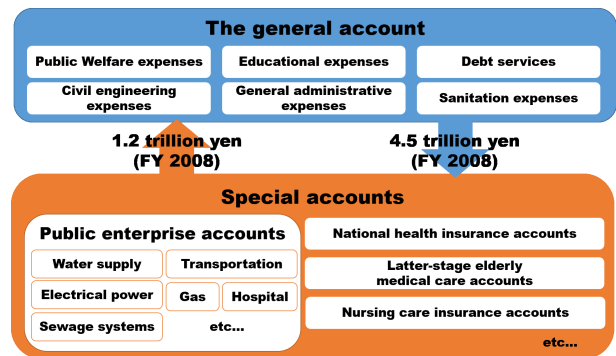 The general account
Public Welfare expenses
Educational expenses
Debt services
Civil engineering
expenses
General administrative
expenses
Sanitation expenses
1.2 trillion yen
(FY 2008)
4.5 trillion yen
(FY 2008)
Special accounts
Public enterprise accounts
Water supply
Transportation
Electrical power
Gas
Hospital
Sewage systems
etc...
National health insurance accounts
Latter-stage elderly
medical care accounts
Nursing care insurance accounts
etc...